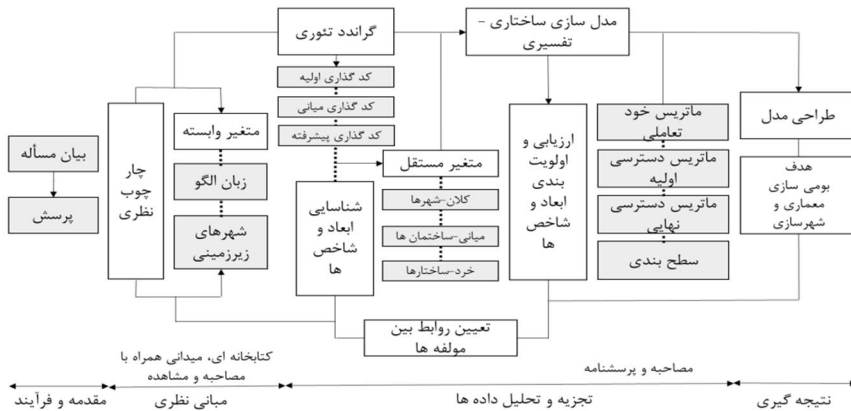 بیان مسأله
پرسش
چار
چوب
نظری
متغیر وابسته
زبان الگو
شهرهای
زیرزمینی
گراندد تئوری
کد گذاری اولیه
کد گذاری میانی
کد گذاری پیشرفته
شناسایی
ابعاد و
شاخص
ها
متغیر مستقل
کلان-شهرها
میانی-ساختمان ها
خرد-ساختارها
مدل سازی ساختاری –
تفسیری
ارزیابی و
اولویت
بندی
ابعاد و
شاخص
ها
ماتریس خود
تعاملی
ماتریس دسترسی
اولیه
ماتریس دسترسی
نهایی
سطح بندی
طراحی مدل
هدف
بومی سازی
معماری و
شهرسازی
تعیین روابط بین
مولفه ها
کتابخانه ای، میدانی همراه با
مصاحبه و مشاهده
مصاحبه و پرسشنامه
مقدمه و فرآیند
مبانی نظری
تجزیه و تحلیل داده ها
نتیجه گیری